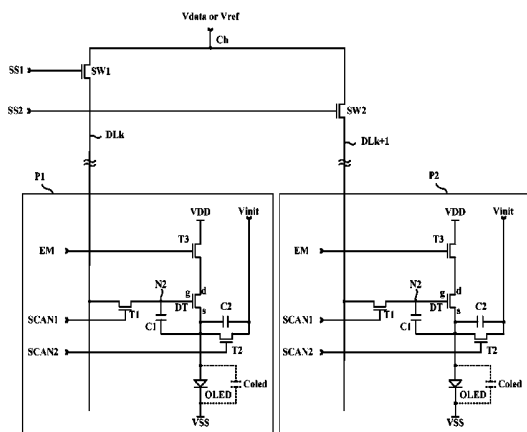 Vdata or Vref
Ch
SS1
SW1
SS2
SW2
DLk
DLk+1
P1
P2
VDD
Vinit
VDD
Vinit
EM
T3
EM
T3
N2
g
d
DT
s
C2
N2
g
d
DT
s
C2
SCAN1
T1
C1
SCAN1
T1
C1
SCAN2
T2
SCAN2
T2
OLED
Coled
OLED
Coled
VSS
VSS